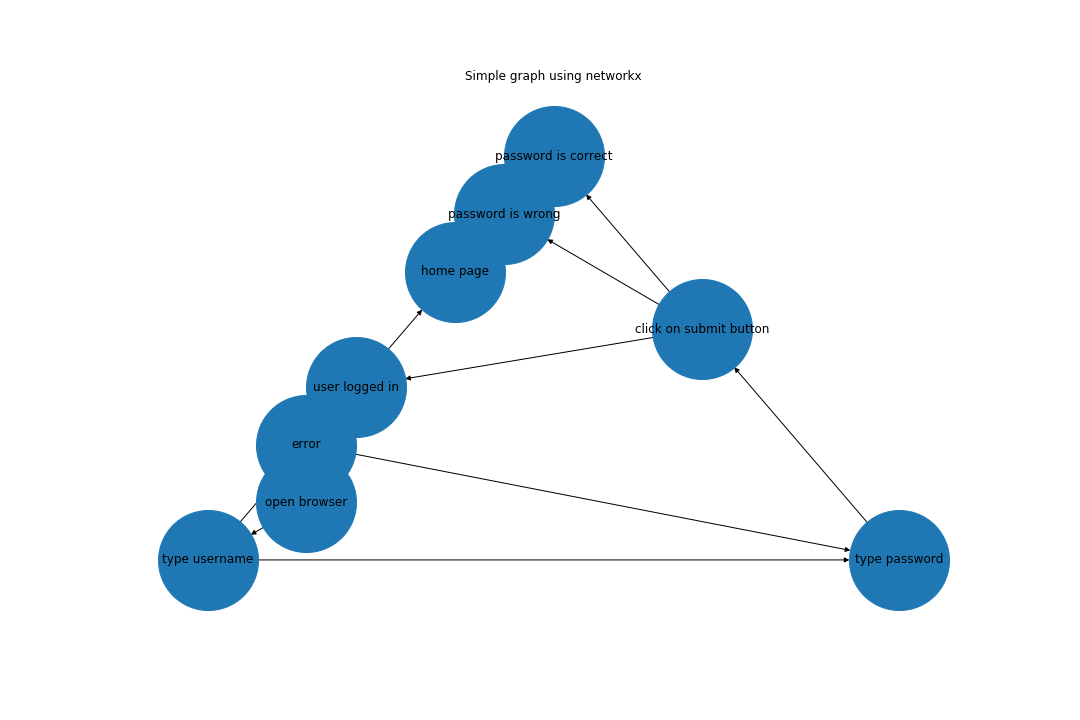 Simple graph using networkx
password is correct
password is wrong
home page
click on submit button
user logged in
error
open browser
type username
type password